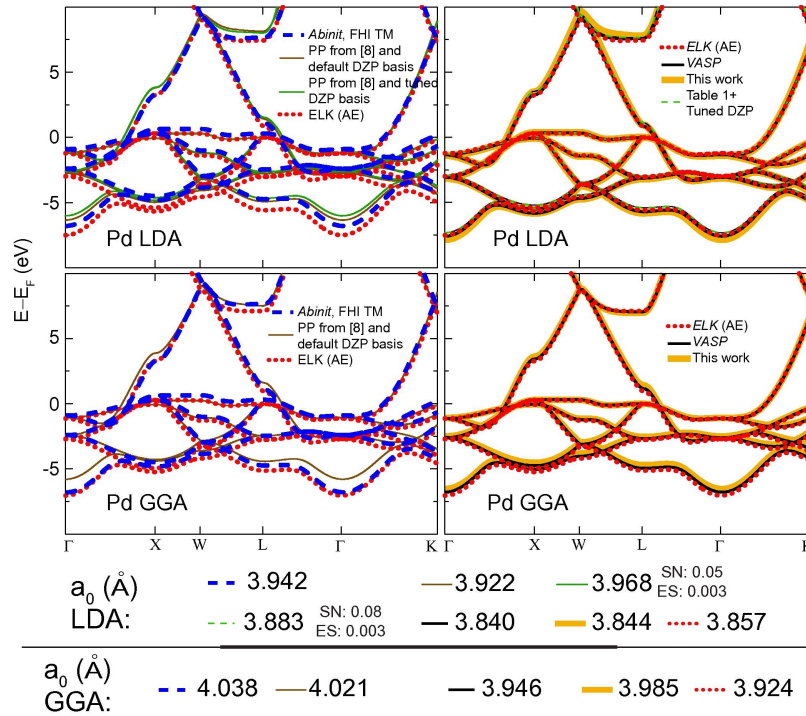 Abinit, FHI TM
PP from [8] and
default DZP basis
PP from [8] and tuned
DZP basis
ELK (AE)
5
0
-5
Pd LDA
ELK (AE)
VASP
This work
Table 1+
Tuned DZP
Pd LDA
E-E_F (eV)
Abinit, FHI TM
PP from [8] and
default DZP basis
ELK (AE)
5
0
-5
Pd GGA
Γ X W L Γ K
ELK (AE)
VASP
This work
Pd GGA
Γ X W L Γ K
a_0 (Å)
LDA:
3.942 3.922 3.968 SN: 0.05
ES: 0.003
3.883 SN: 0.08
ES: 0.003
3.840 3.844 3.857
a_0 (Å)
GGA:
4.038 4.021 3.946 3.985 3.924